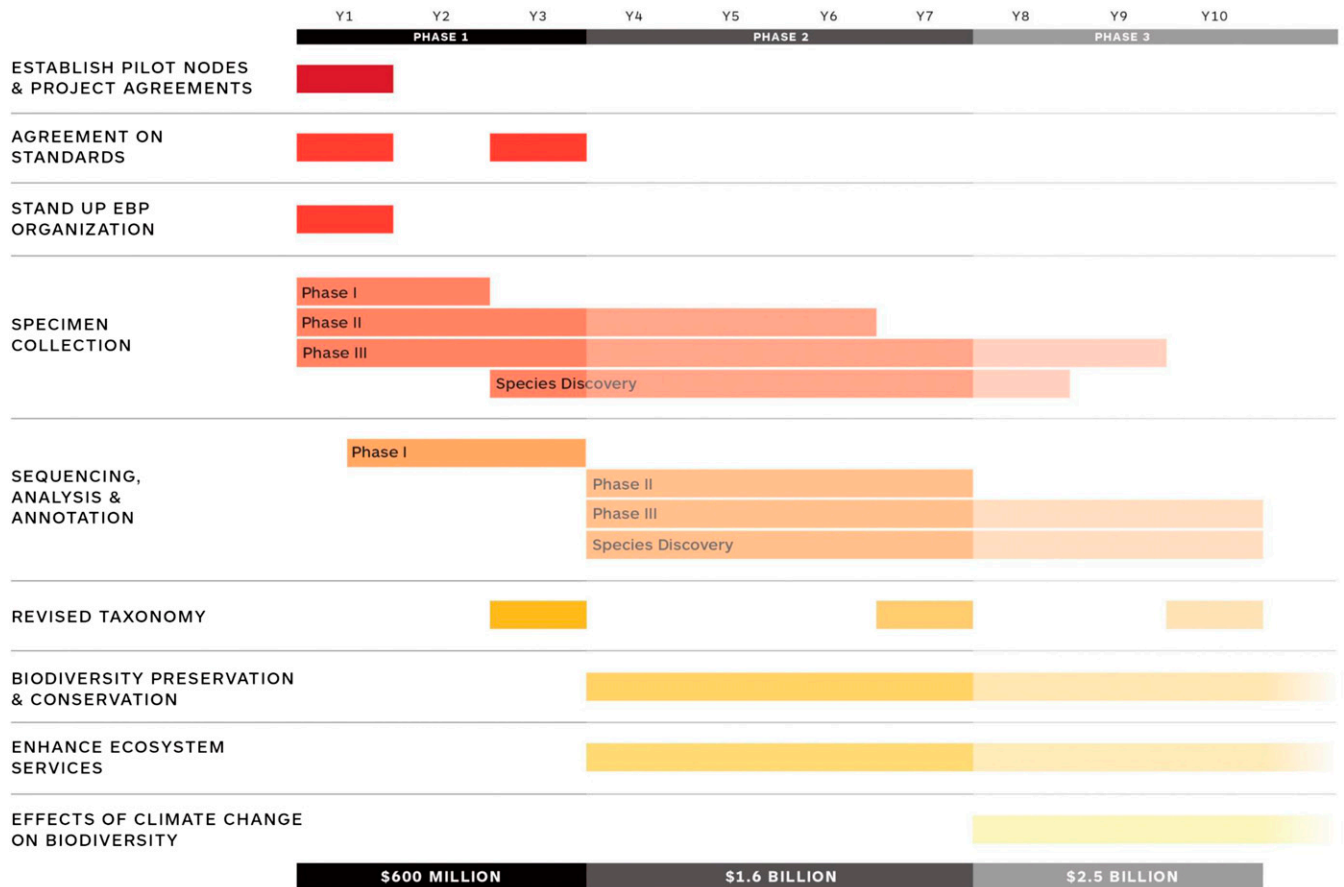 Y1 Y2 Y3 Y4 Y5 Y6 Y7 Y8 Y9 Y10
PHASE 1 PHASE 2 PHASE 3
ESTABLISH PILOT NODES
& PROJECT AGREEMENTS
AGREEMENT ON
STANDARDS
STAND UP EBP
ORGANIZATION
SPECIMEN
COLLECTION
Phase I
Phase II
Phase III
Species Discovery
SEQUENCING,
ANALYSIS &
ANNOTATION
Phase I
Phase II
Phase III
Species Discovery
REVISED TAXONOMY
BIODIVERSITY PRESERVATION
& CONSERVATION
ENHANCE ECOSYSTEM
SERVICES
EFFECTS OF CLIMATE CHANGE
ON BIODIVERSITY
$600 MILLION $1.6 BILLION $2.5 BILLION